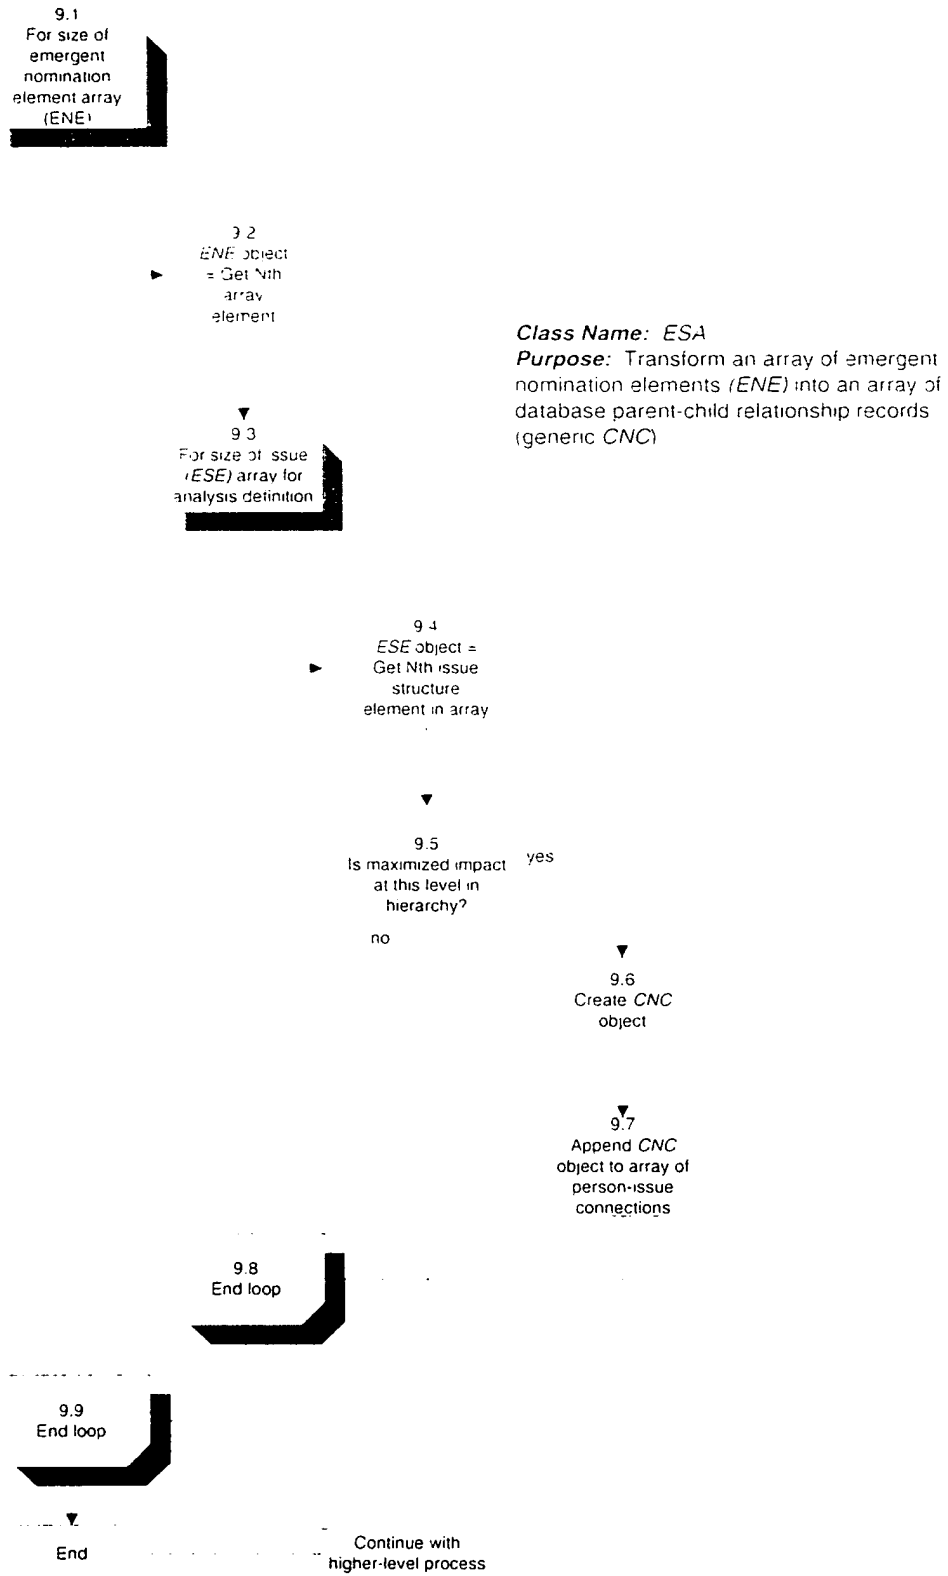 9.1
For size of
emergent
nomination
element array
(ENE)
9.2
ENE object
= Get Nth
array
element
Class Name: ESA
Purpose: Transform an array of emergent
nomination elements (ENE) into an array of
database parent-child relationship records
(generic CNC)
9.3
For size of issue
(ESE) array for
analysis definition
9.4
ESE object =
Get Nth issue
structure
element in array
9.5
Is maximized impact
at this level in
hierarchy?
yes
no
9.6
Create CNC
object
9.7
Append CNC
object to array of
person-issue
connections
9.8
End loop
9.9
End loop
End
Continue with
higher-level process